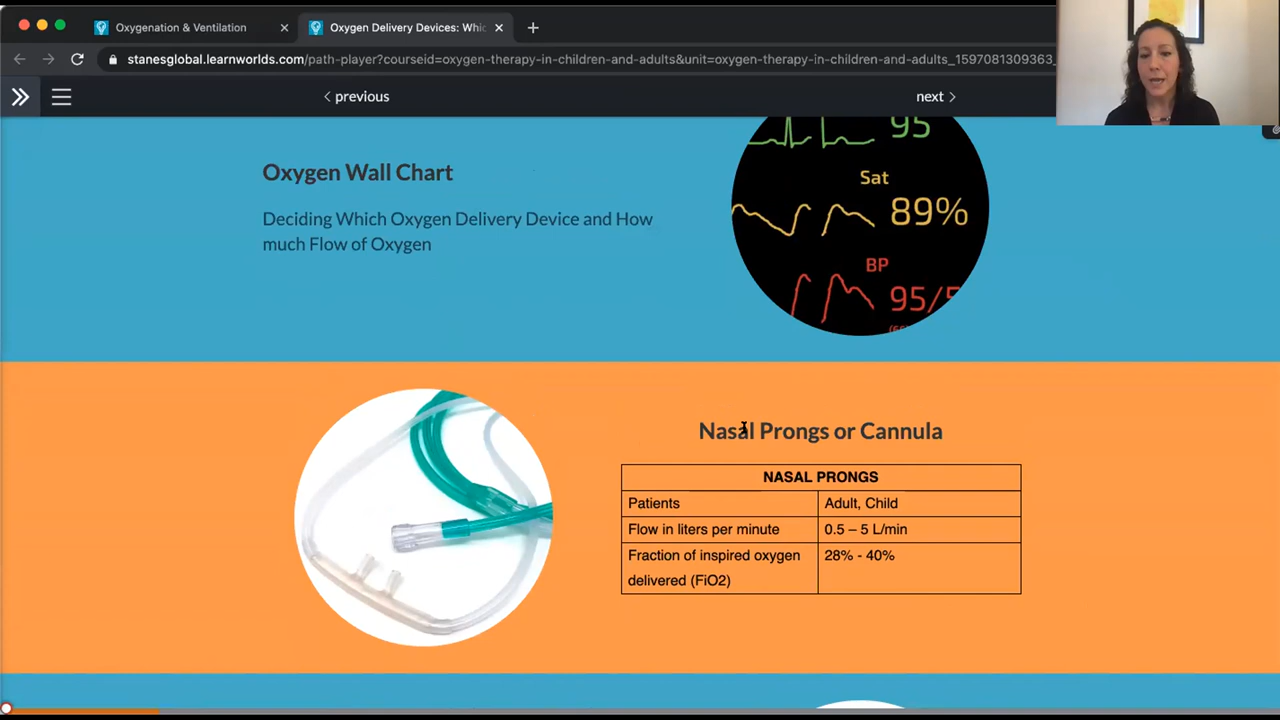 Oxygenation & Ventilation
Oxygen Delivery Devices: Whic
stanesglobal.learnworlds.com/path-player?courseid=oxygen-therapy-in-children-and-adults&unit=oxygen-therapy-in-children-and-adults_1597081309363_
previous
next
95
Oxygen Wall Chart
Sat
89%
Deciding Which Oxygen Delivery Device and How
much Flow of Oxygen
BP
95/5
Nasal Prongs or Cannula
NASAL PRONGS
Patients Adult, Child
Flow in liters per minute 0.5 – 5 L/min
Fraction of inspired oxygen 28% - 40%
delivered (FiO2)